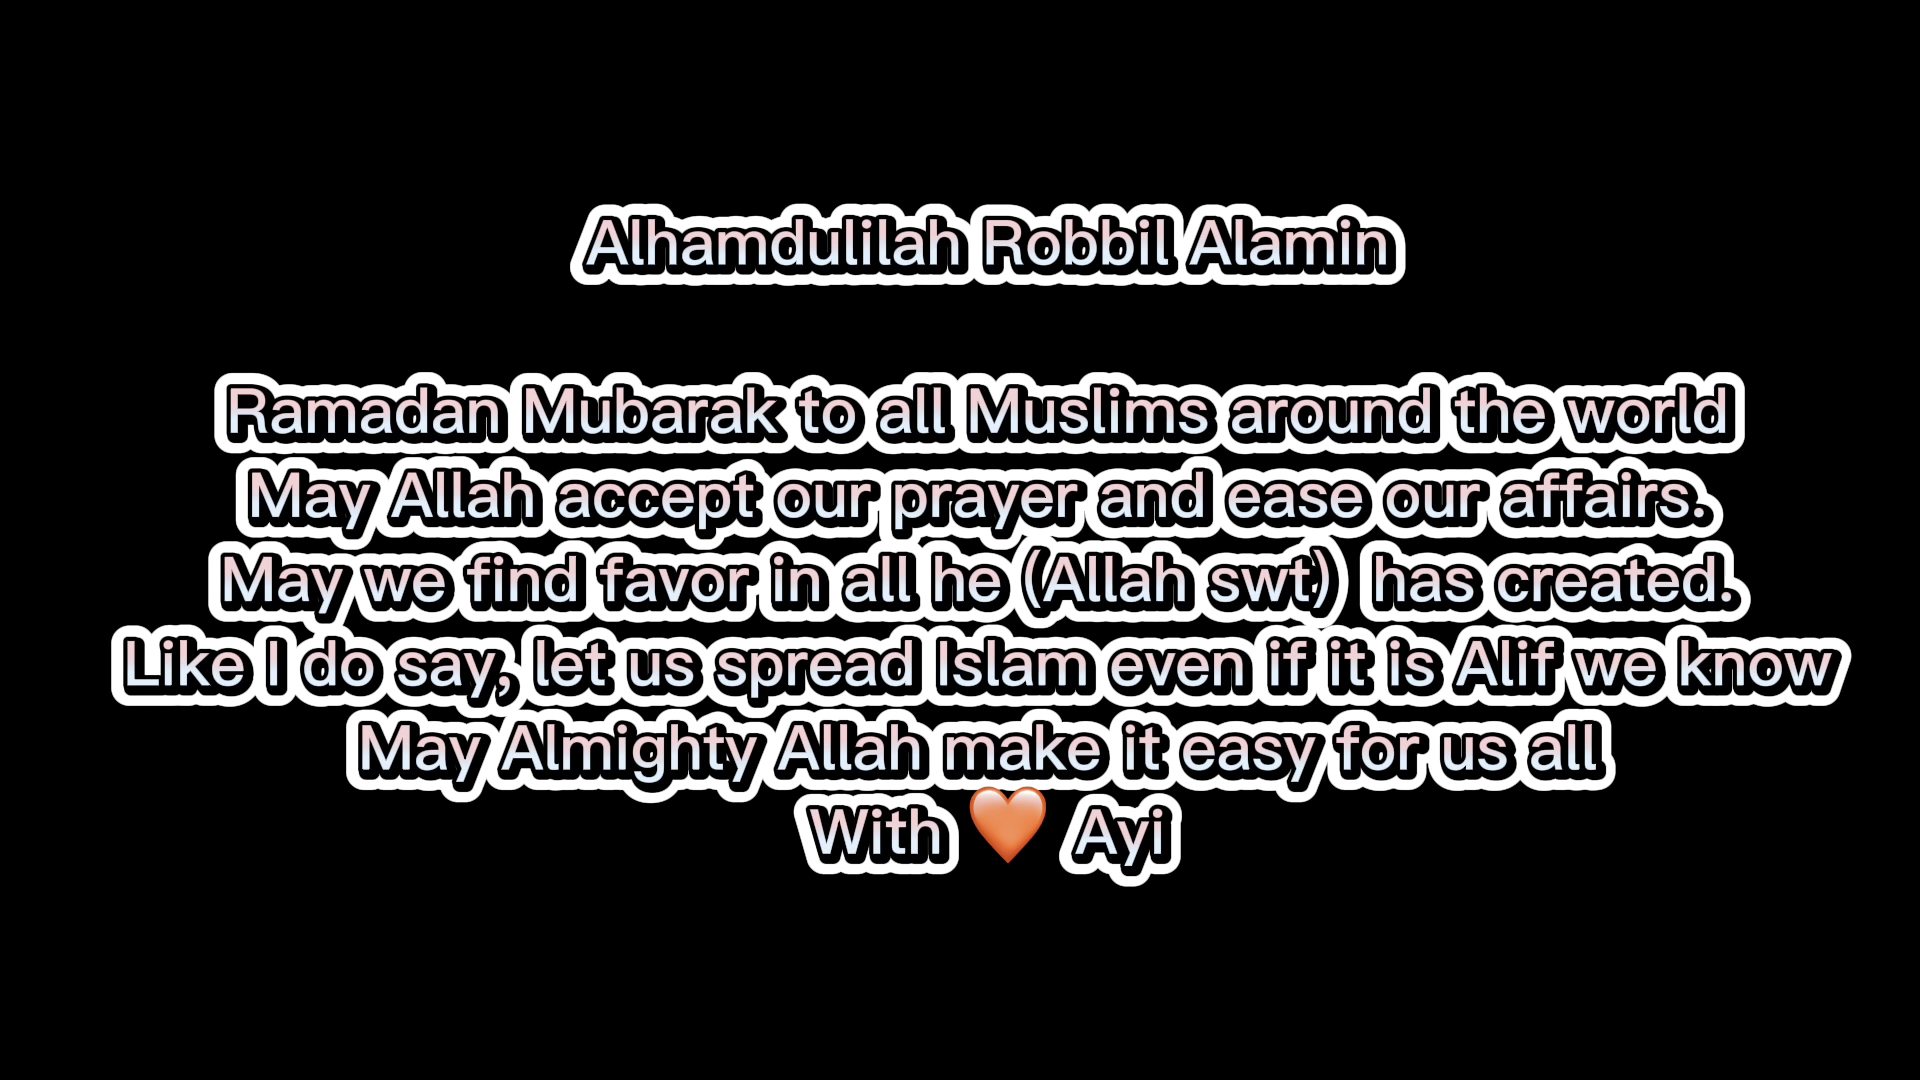 Alhamdulilah Robbil Alamin
Ramadan Mubarak to all Muslims around the world
May Allah accept our prayer and ease our affairs.
May we find favor in all he (Allah swt) has created.
Like I do say, let us spread Islam even if it is Alif we know
May Almighty Allah make it easy for us all
With 🧡 Ayi